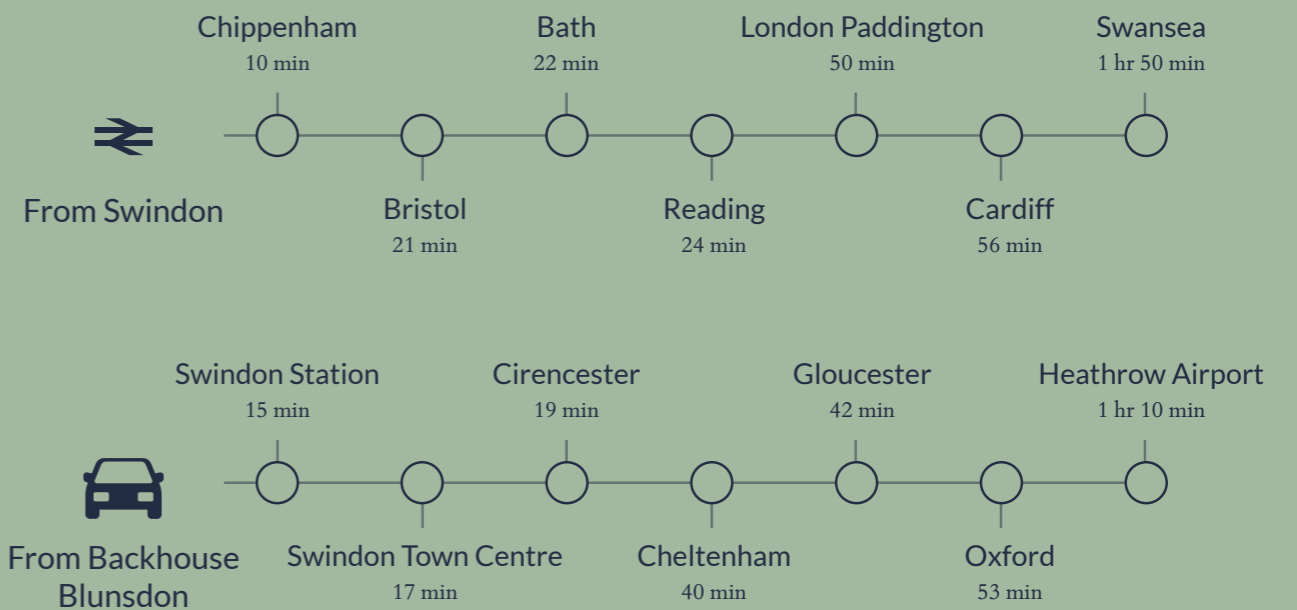 Chippenham
10 min
Bath
22 min
London Paddington
50 min
Swansea
1 hr 50 min
From Swindon
Bristol
21 min
Reading
24 min
Cardiff
56 min
Swindon Station
15 min
Cirencester
19 min
Gloucester
42 min
Heathrow Airport
1 hr 10 min
From Backhouse
Blunsdon
Swindon Town Centre
17 min
Cheltenham
40 min
Oxford
53 min